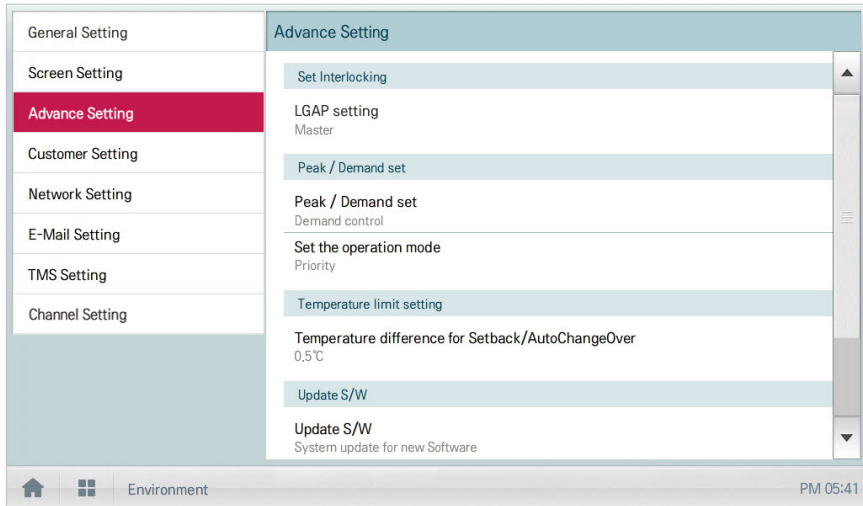 General Setting
Screen Setting
Advance Setting
Customer Setting
Network Setting
E-Mail Setting
TMS Setting
Channel Setting
Advance Setting
Set Interlocking
LGAP setting
Master
Peak / Demand set
Peak / Demand set
Demand control
Set the operation mode
Priority
Temperature limit setting
Temperature difference for Setback/AutoChangeOver
0.5℃
Update S/W
Update S/W
System update for new Software
Environment
PM 05:41